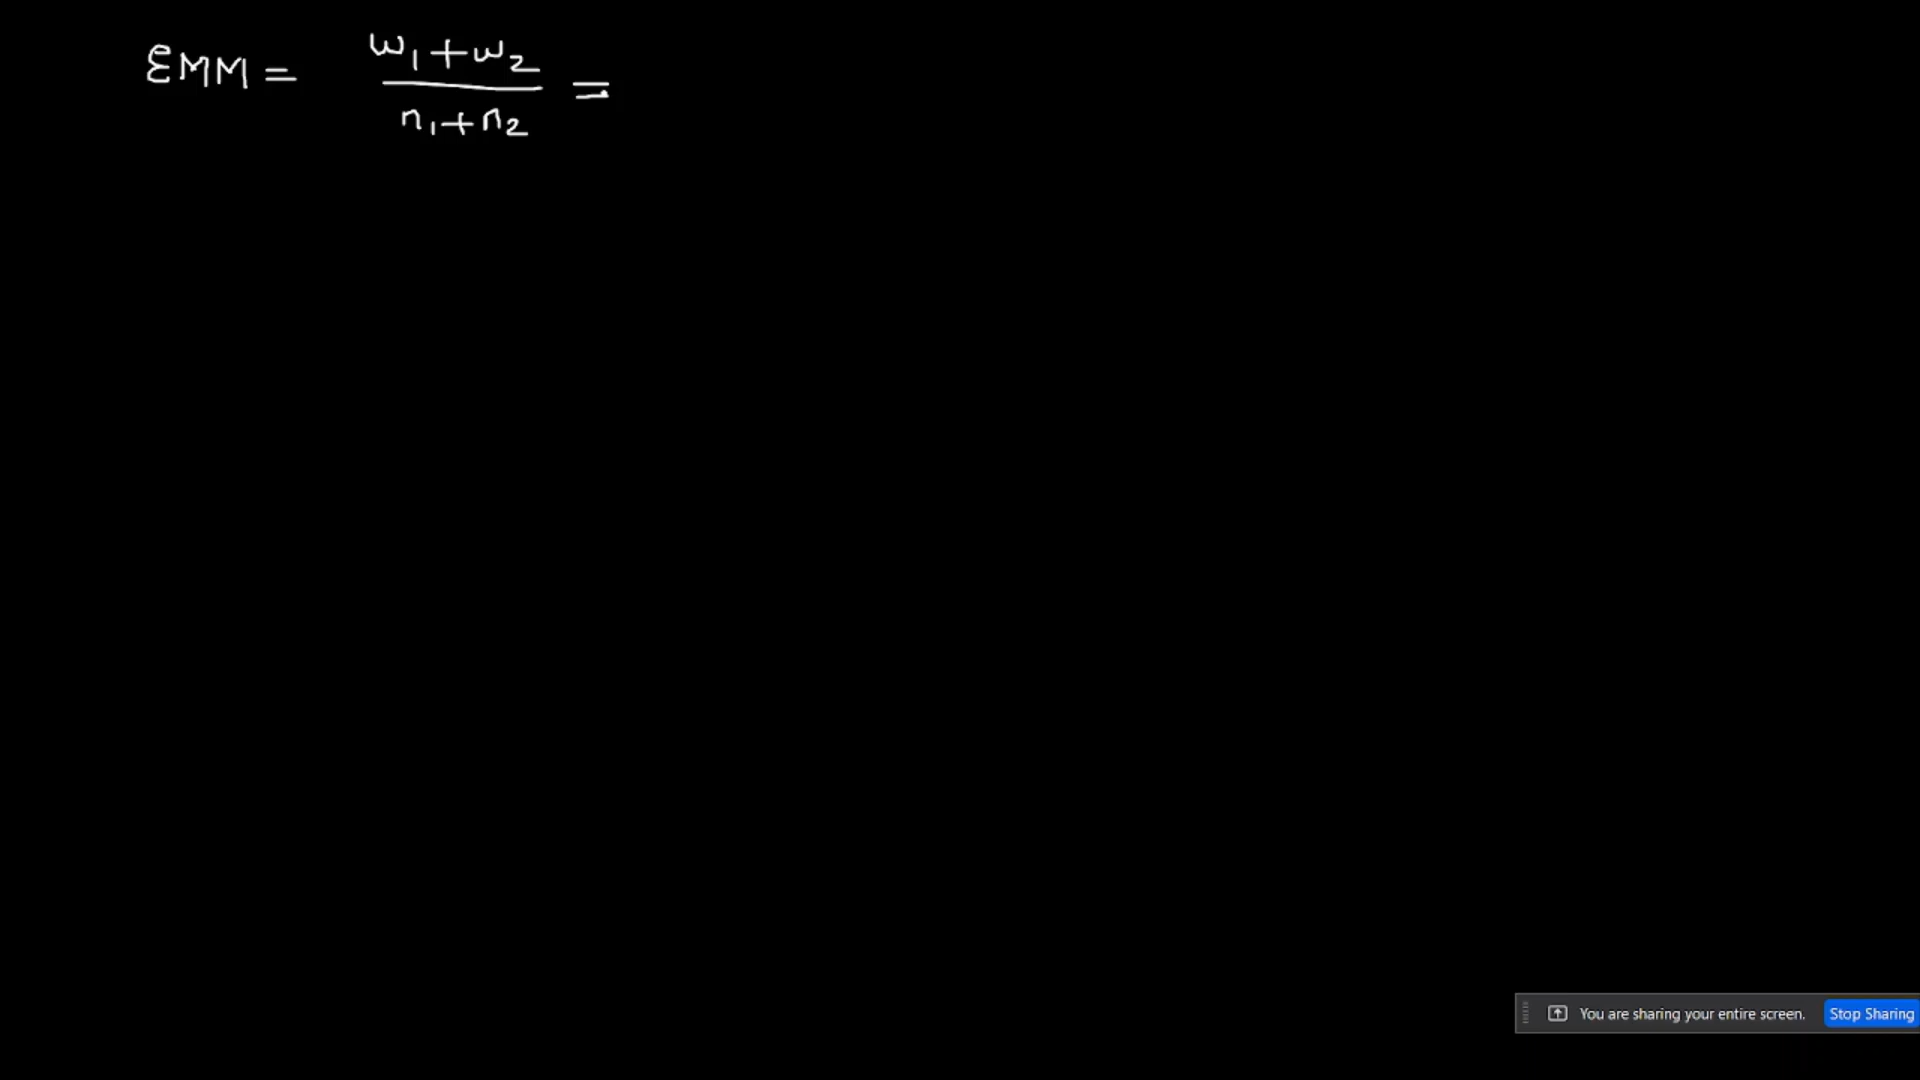 EMM = w₁+w₂ / n₁+n₂ =
You are sharing your entire screen. Stop Sharing